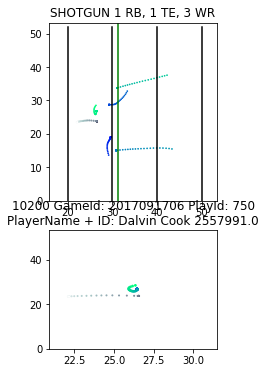 SHOTGUN 1 RB, 1 TE, 3 WR
50
40
30
20
10
0
20 30 40 50
10200 GameId: 2017091706 PlayId: 750
PlayerName + ID: Dalvin Cook 2557991.0
40
20
0
22.5 25.0 27.5 30.0